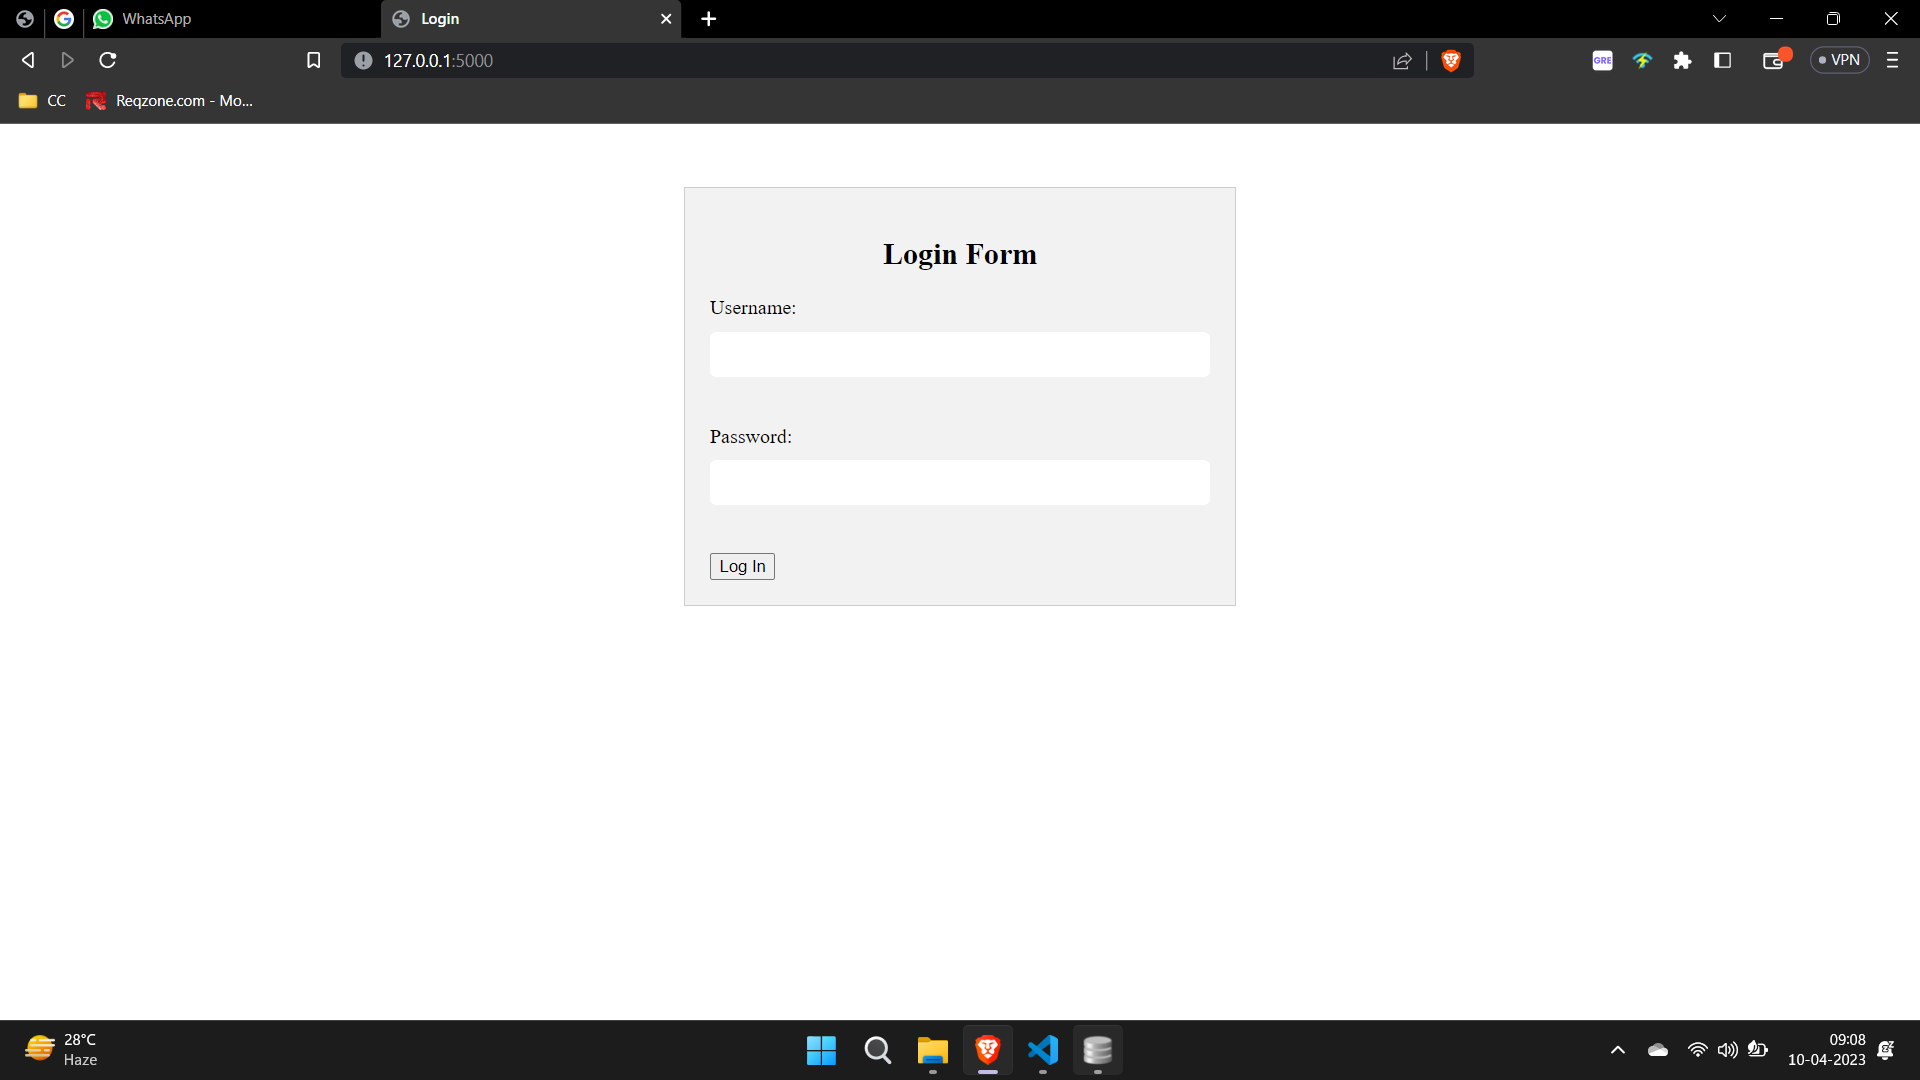 WhatsApp
Login
127.0.0.1:5000
GRE
VPN
CC
Reqzone.com - Mo...
Login Form
Username:
Password:
Log In
28°C
Haze
09:08
10-04-2023